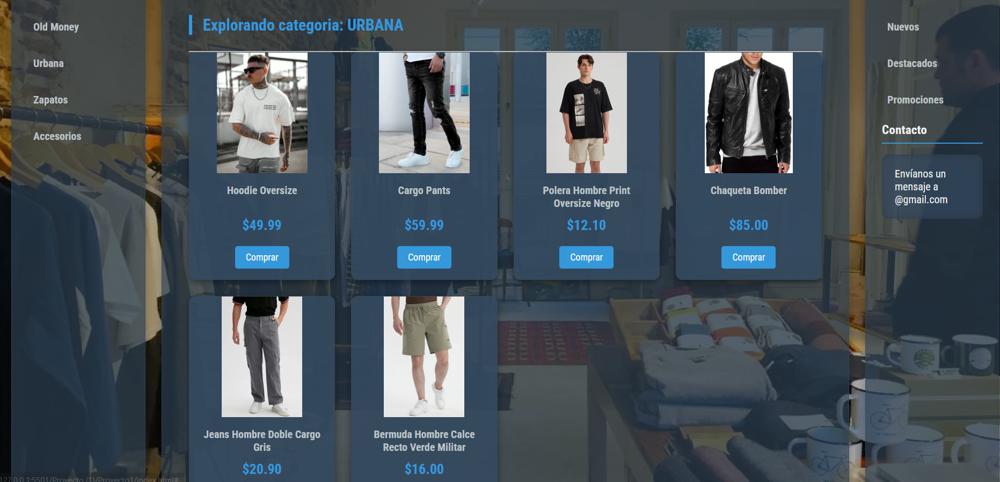 Old Money
Urbana
Zapatos
Accesorios
Explorando categoria: URBANA
Hoodie Oversize
$49.99
Comprar
Cargo Pants
$59.99
Comprar
Polera Hombre Print
Oversize Negro
$12.10
Comprar
Chaqueta Bomber
$85.00
Comprar
Jeans Hombre Doble Cargo
Gris
$20.90
Bermuda Hombre Calce
Recto Verde Militar
$16.00
Nuevos
Destacados
Promociones
Contacto
Envíanos un
mensaje a
@gmail.com
127.0.0.1:5501/Proyecto (1)/Proyecto1/index.html#